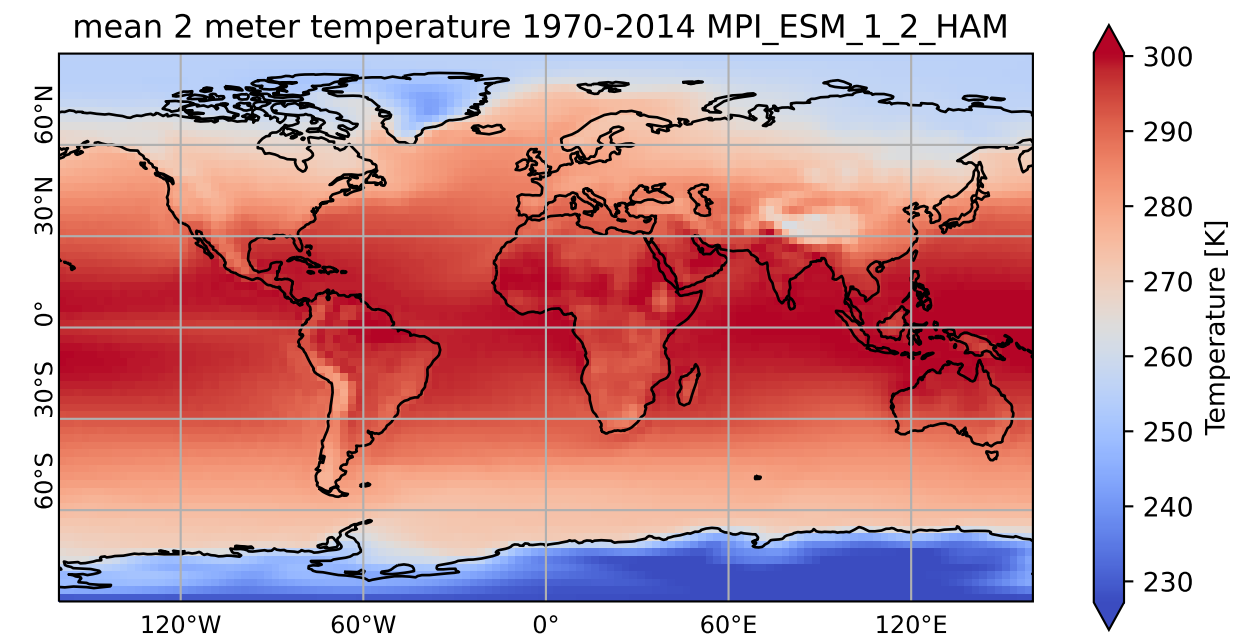 mean 2 meter temperature 1970-2014 MPI_ESM_1_2_HAM
60°N
30°N
0°
30°S
60°S
120°W
60°W
0°
60°E
120°E
300
290
280
270
260
250
240
230
Temperature [K]